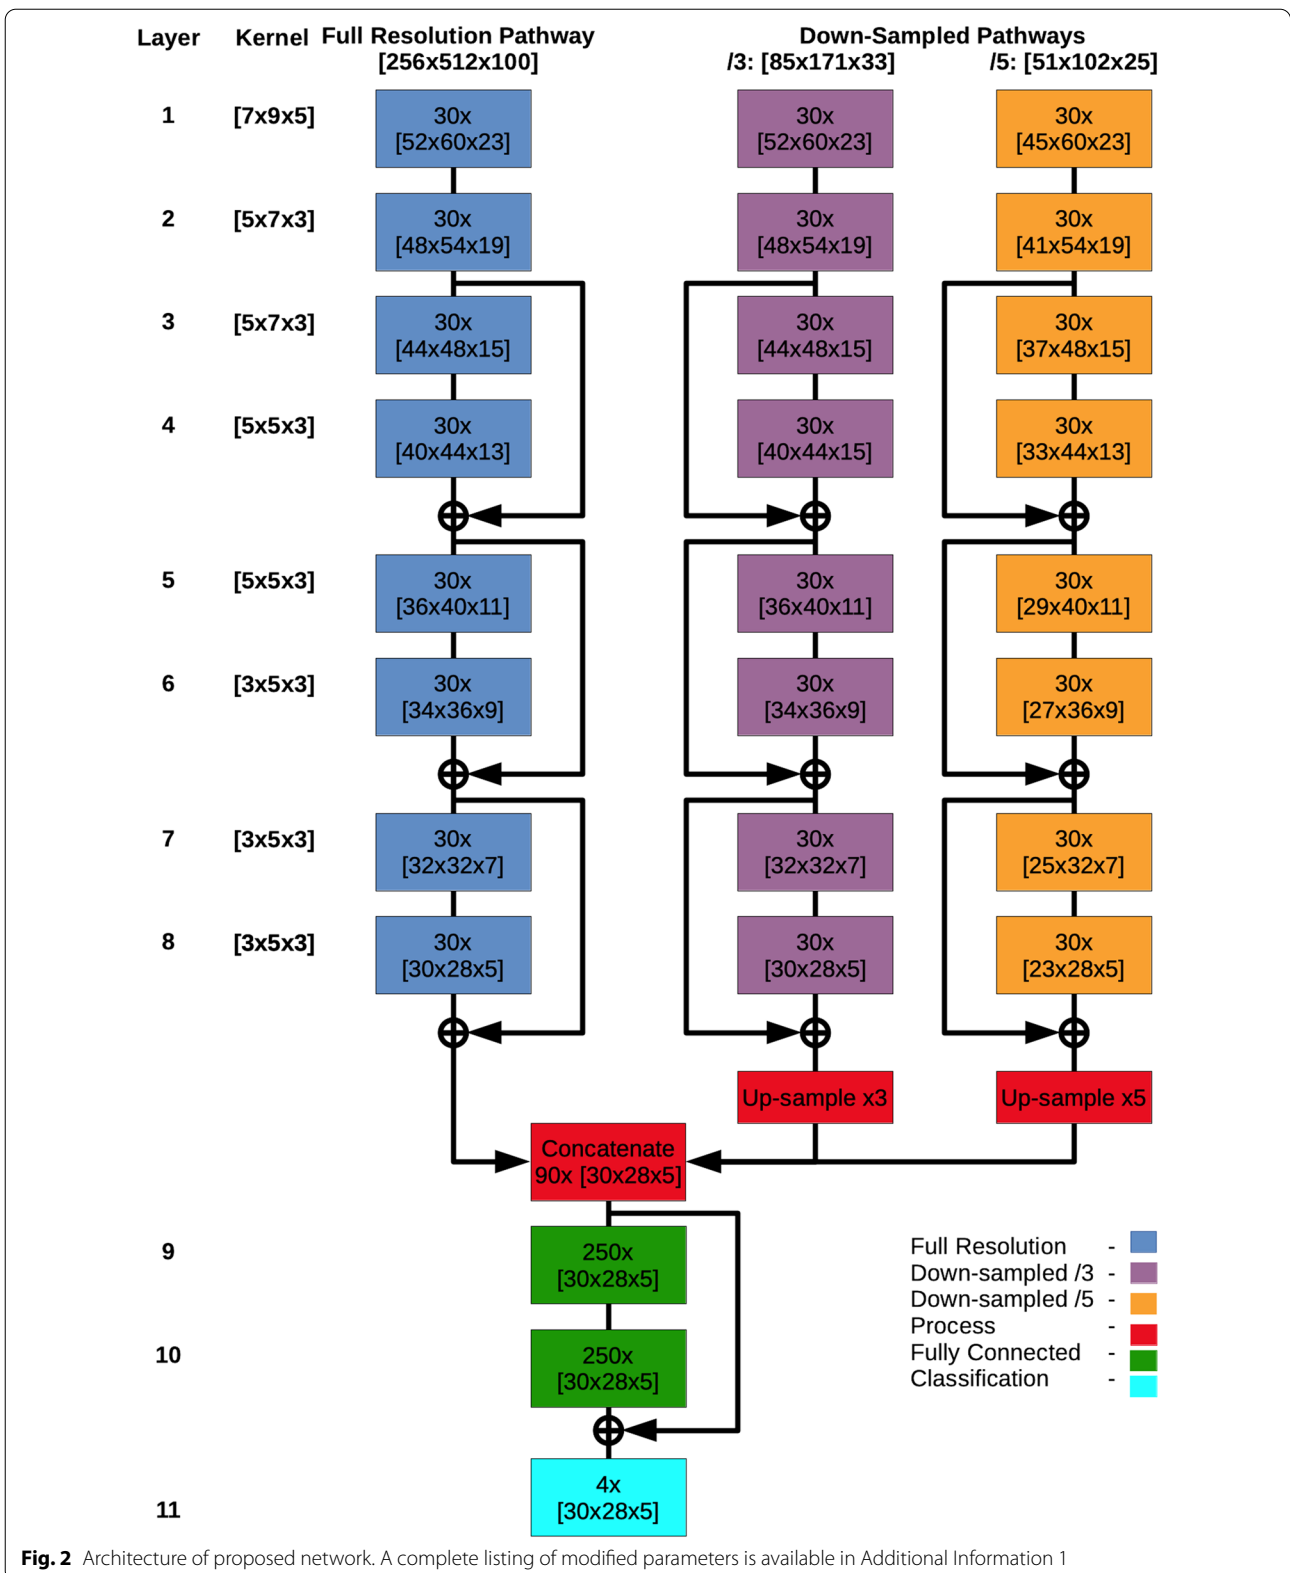 Layer Kernel Full Resolution Pathway Down-Sampled Pathways
[256x512x100] /3: [85x171x33] /5: [51x102x25]
1 [7x9x5] 30x 30x 30x
[52x60x23] [52x60x23] [45x60x23]
2 [5x7x3] 30x 30x 30x
[48x54x19] [48x54x19] [41x54x19]
3 [5x7x3] 30x 30x 30x
[44x48x15] [44x48x15] [37x48x15]
4 [5x5x3] 30x 30x 30x
[40x44x13] [40x44x15] [33x44x13]
5 [5x5x3] 30x 30x 30x
[36x40x11] [36x40x11] [29x40x11]
6 [3x5x3] 30x 30x 30x
[34x36x9] [34x36x9] [27x36x9]
7 [3x5x3] 30x 30x 30x
[32x32x7] [32x32x7] [25x32x7]
8 [3x5x3] 30x 30x 30x
[30x28x5] [30x28x5] [23x28x5]
Up-sample x3 Up-sample x5
Concatenate
90x [30x28x5]
9 250x
[30x28x5]
10 250x
[30x28x5]
11 4x
[30x28x5]
Full Resolution -
Down-sampled /3 -
Down-sampled /5 -
Process -
Fully Connected -
Classification -
Fig. 2 Architecture of proposed network. A complete listing of modified parameters is available in Additional Information 1